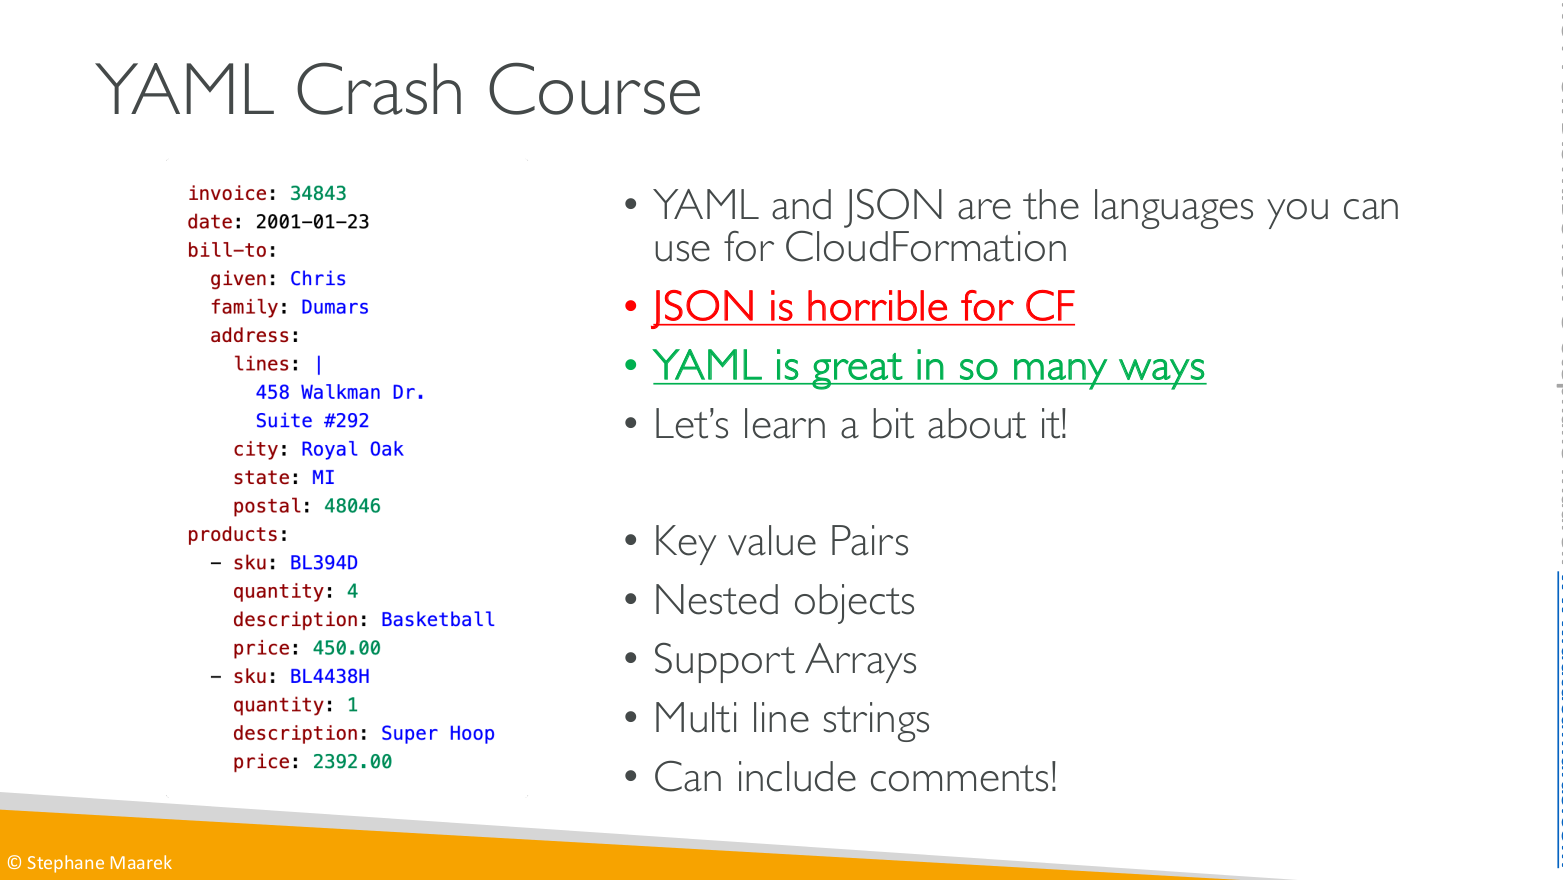 YAML Crash Course
invoice: 34843
date: 2001-01-23
bill-to:
  given: Chris
  family: Dumars
  address:
    lines: |
      458 Walkman Dr.
      Suite #292
    city: Royal Oak
    state: MI
    postal: 48046
products:
  - sku: BL394D
    quantity: 4
    description: Basketball
    price: 450.00
  - sku: BL4438H
    quantity: 1
    description: Super Hoop
    price: 2392.00
• YAML and JSON are the languages you can
use for CloudFormation
• JSON is horrible for CF
• YAML is great in so many ways
• Let's learn a bit about it!
• Key value Pairs
• Nested objects
• Support Arrays
• Multi line strings
• Can include comments!
© Stephane Maarek